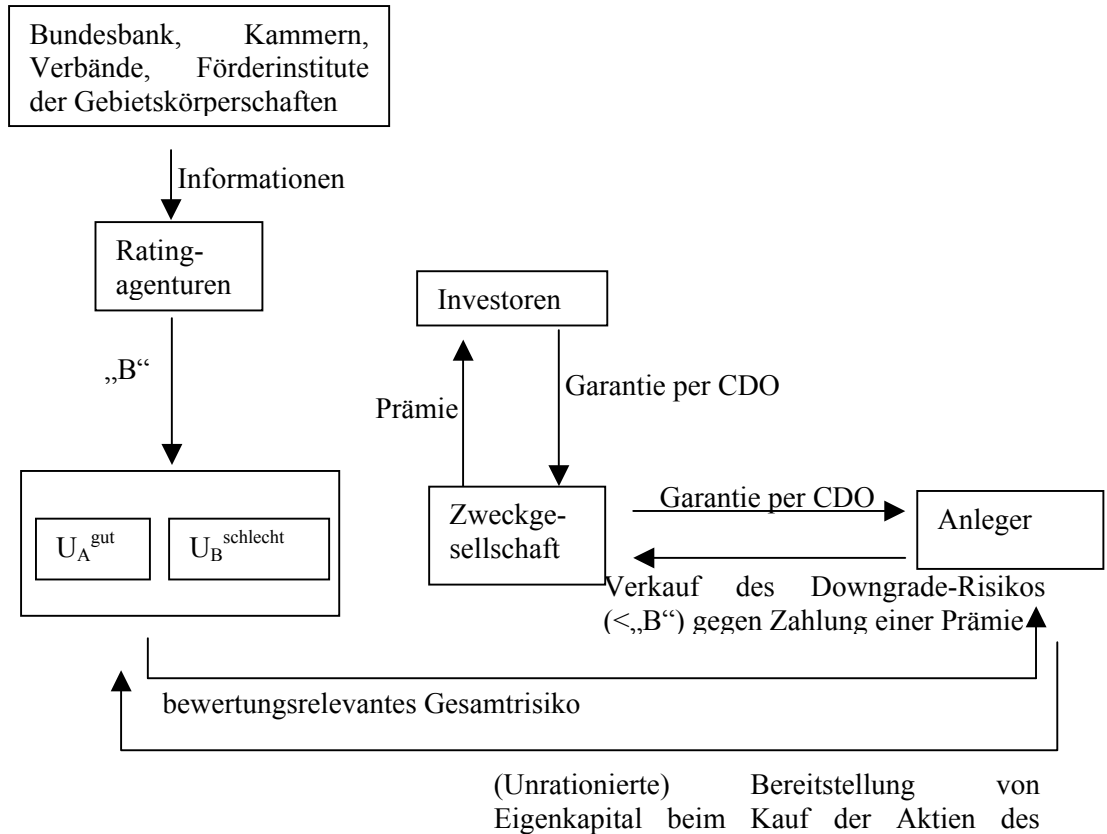 Bundesbank, Kammern,
Verbände, Förderinstitute
der Gebietskörperschaften
Informationen
Rating-
agenturen
Investoren
„B“
Prämie
Garantie per CDO
Zweckge-
sellschaft
Garantie per CDO
Anleger
U_A^gut
U_B^schlecht
Verkauf des Downgrade-Risikos
(<„B“) gegen Zahlung einer Prämie
bewertungsrelevantes Gesamtrisiko
(Unrationierte) Bereitstellung von
Eigenkapital beim Kauf der Aktien des